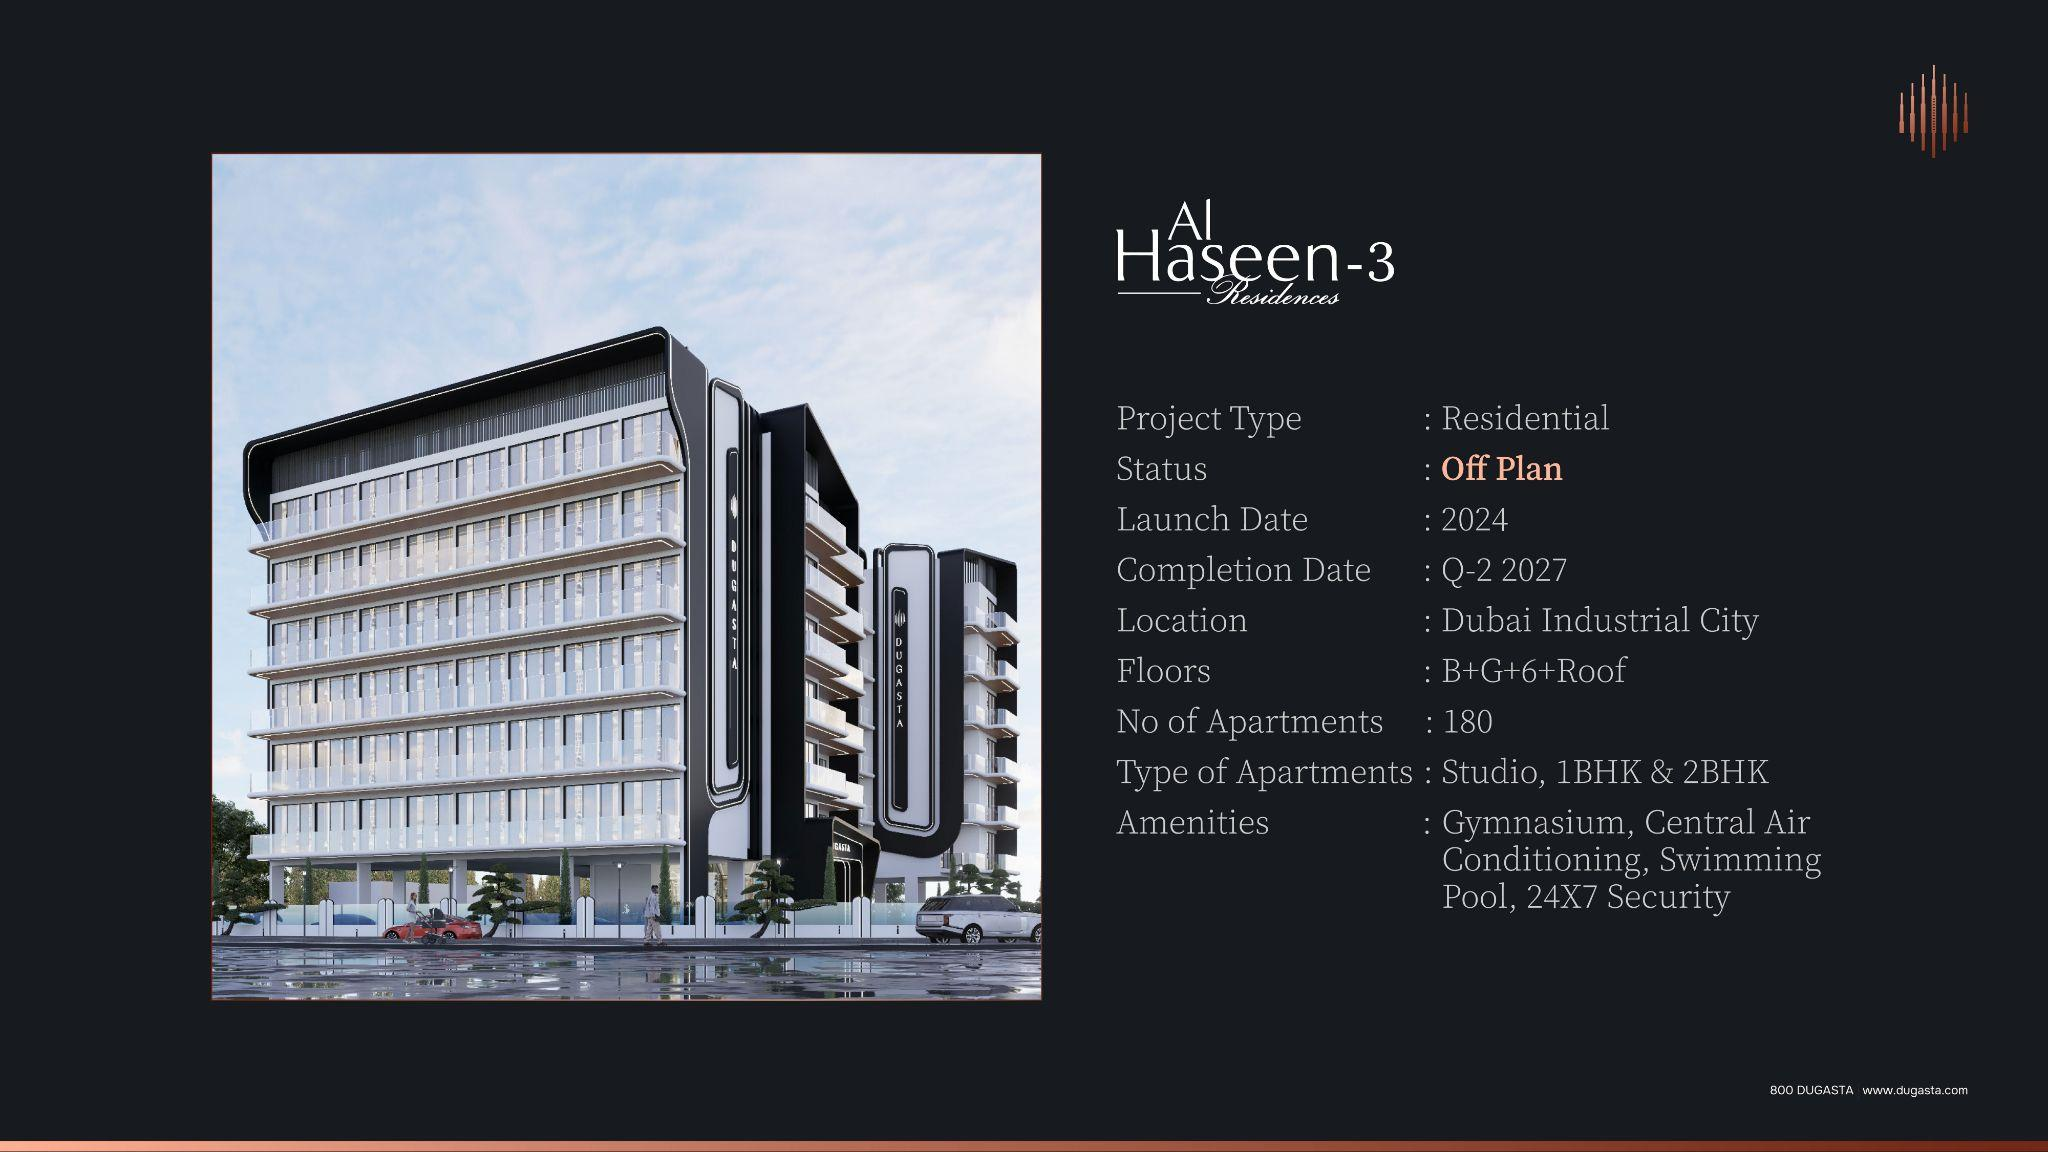 Al
Haseen-3
Residences
Project Type : Residential
Status : Off Plan
Launch Date : 2024
Completion Date : Q-2 2027
Location : Dubai Industrial City
Floors : B+G+6+Roof
No of Apartments : 180
Type of Apartments : Studio, 1BHK & 2BHK
Amenities : Gymnasium, Central Air
Conditioning, Swimming
Pool, 24X7 Security
DUGASTA
DUGASTA
800 DUGASTA www.dugasta.com